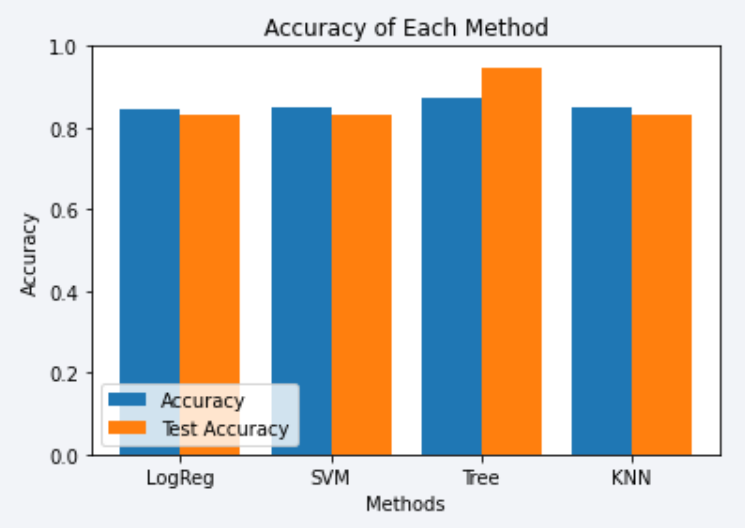 Accuracy of Each Method
1.0
0.8
0.6
0.4
0.2
0.0
Accuracy
Accuracy
Test Accuracy
LogReg SVM Tree KNN
Methods